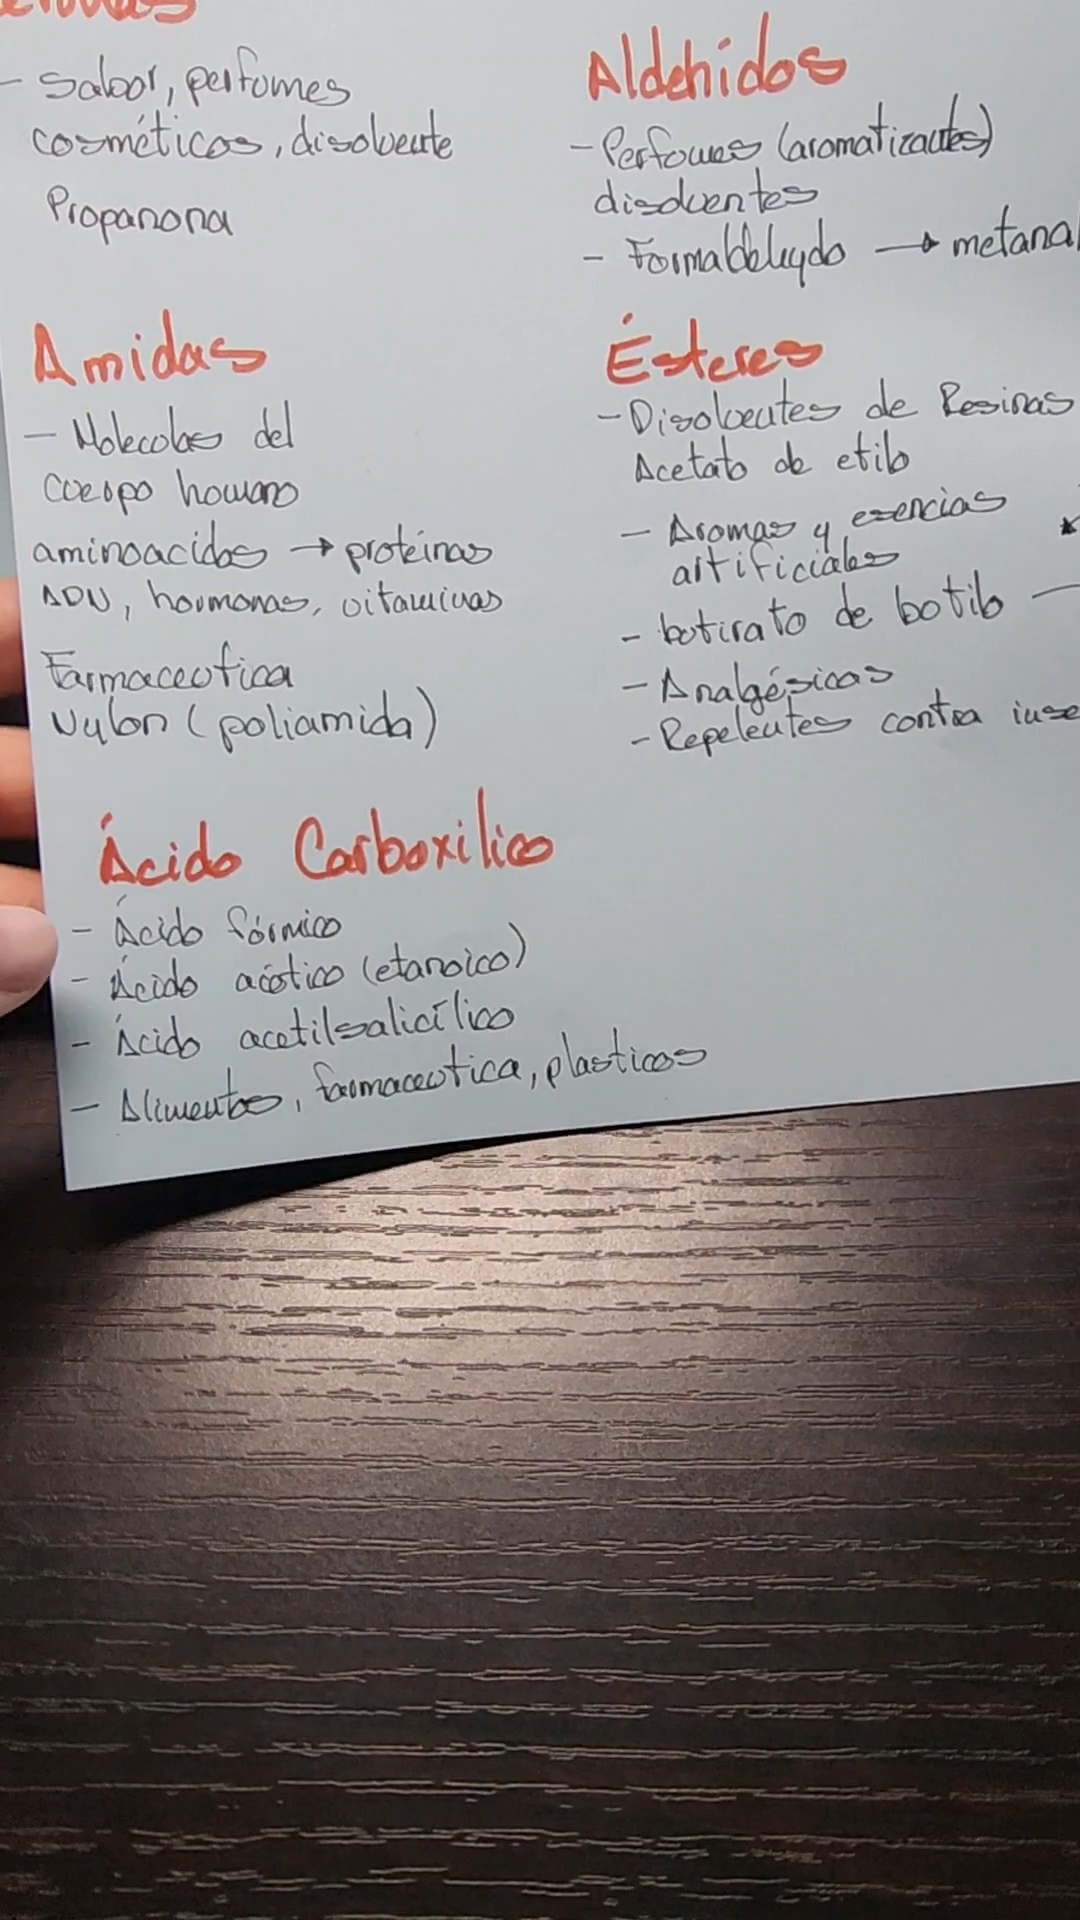 - Sabor, perfumes
cosméticos, disolvente
Propanona
Aldehidos
- Perfumes (aromatizantes)
disolventes
- Formaldehydo → metanal
Amidas
- Moleculas del
cuerpo humano
aminoacidos → proteinas
ADN, hormonas, vitaminas
Farmaceutica
Nylon (poliamida)
Ésteres
- Disolventes de Resinas
Acetato de etilo
- Aromas y esencias
artificiales
- butirato de butilo
- Analgésicos
- Repelentes contra inse
Ácido Carboxilico
- Ácido fórmico
- Ácido acético (etanoico)
- Ácido acetilsalicílico
- Alimentos, farmaceutica, plasticos